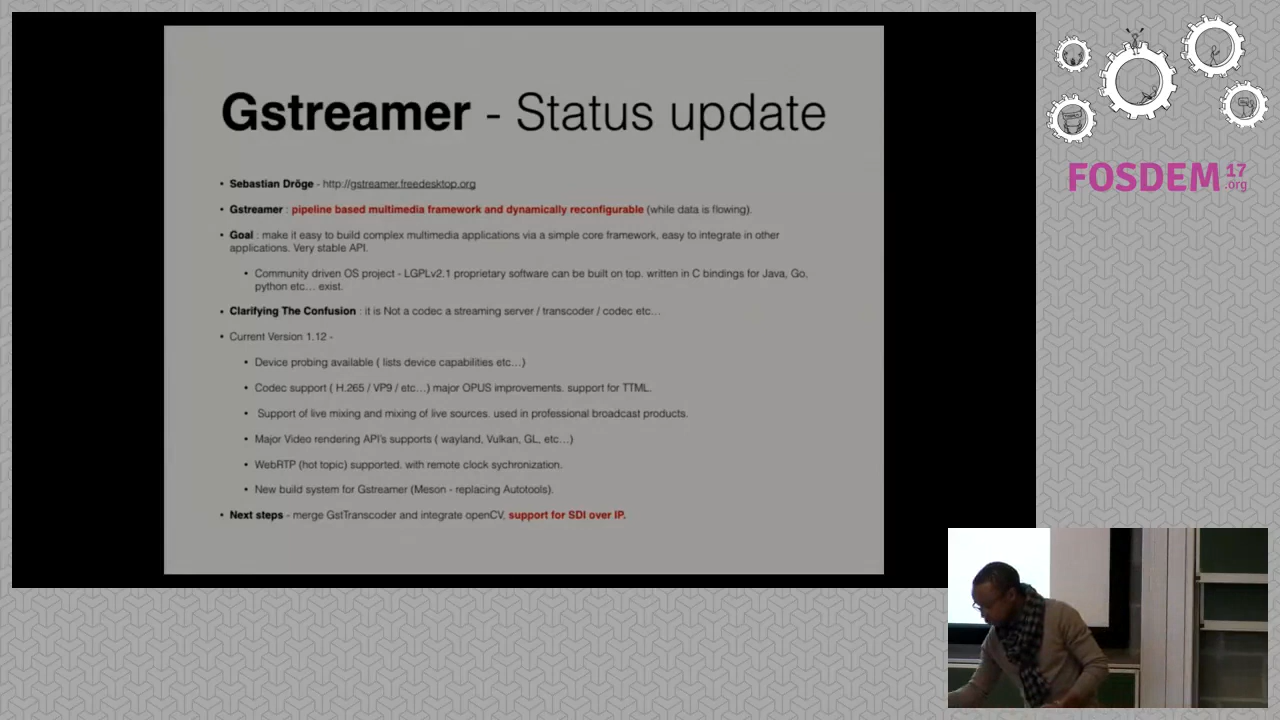 Gstreamer - Status update
• Sebastian Dröge - http://gstreamer.freedesktop.org
• Gstreamer : pipeline based multimedia framework and dynamically reconfigurable (while data is flowing).
• Goal : make it easy to build complex multimedia applications via a simple core framework, easy to integrate in other
applications. Very stable API.
• Community driven OS project - LGPLv2.1 proprietary software can be built on top. written in C bindings for Java, Go,
python etc… exist.
• Clarifying The Confusion : it is Not a codec a streaming server / transcoder / codec etc…
• Current Version 1.12 -
• Device probing available ( lists device capabilities etc…)
• Codec support ( H.265 / VP9 / etc…) major OPUS improvements. support for TTML.
• Support of live mixing and mixing of live sources. used in professional broadcast products.
• Major Video rendering API's supports ( wayland, Vulkan, GL, etc…)
• WebRTP (hot topic) supported. with remote clock sychronization.
• New build system for Gstreamer (Meson - replacing Autotools).
• Next steps - merge GstTranscoder and integrate openCV, support for SDI over IP.
FOSDEM 17
.org